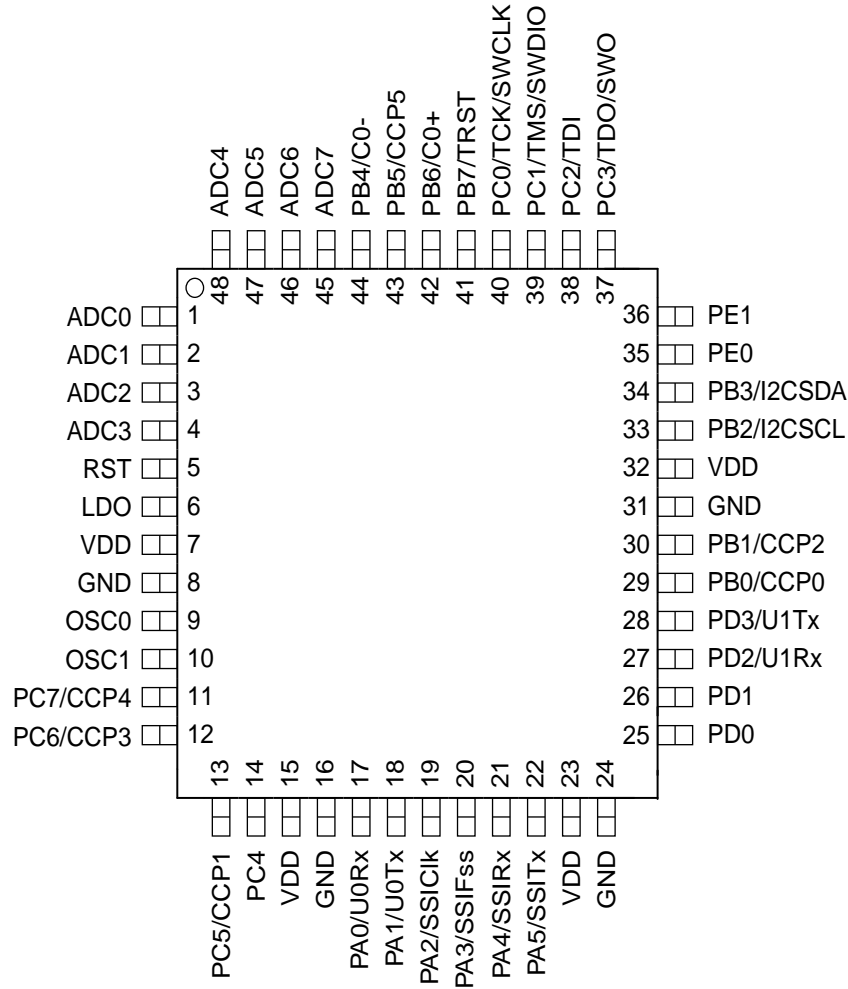 ADC4
ADC5
ADC6
ADC7
PB4/C0-
PB5/CCP5
PB6/C0+
PB7/TRST
PC0/TCK/SWCLK
PC1/TMS/SWDIO
PC2/TDI
PC3/TDO/SWO
48
47
46
45
44
43
42
41
40
39
38
37
ADC0 1
ADC1 2
ADC2 3
ADC3 4
RST 5
LDO 6
VDD 7
GND 8
OSC0 9
OSC1 10
PC7/CCP4 11
PC6/CCP3 12
36 PE1
35 PE0
34 PB3/I2CSDA
33 PB2/I2CSCL
32 VDD
31 GND
30 PB1/CCP2
29 PB0/CCP0
28 PD3/U1Tx
27 PD2/U1Rx
26 PD1
25 PD0
13
14
15
16
17
18
19
20
21
22
23
24
PC5/CCP1
PC4
VDD
GND
PA0/U0Rx
PA1/U0Tx
PA2/SSIClk
PA3/SSIFss
PA4/SSIRx
PA5/SSITx
VDD
GND